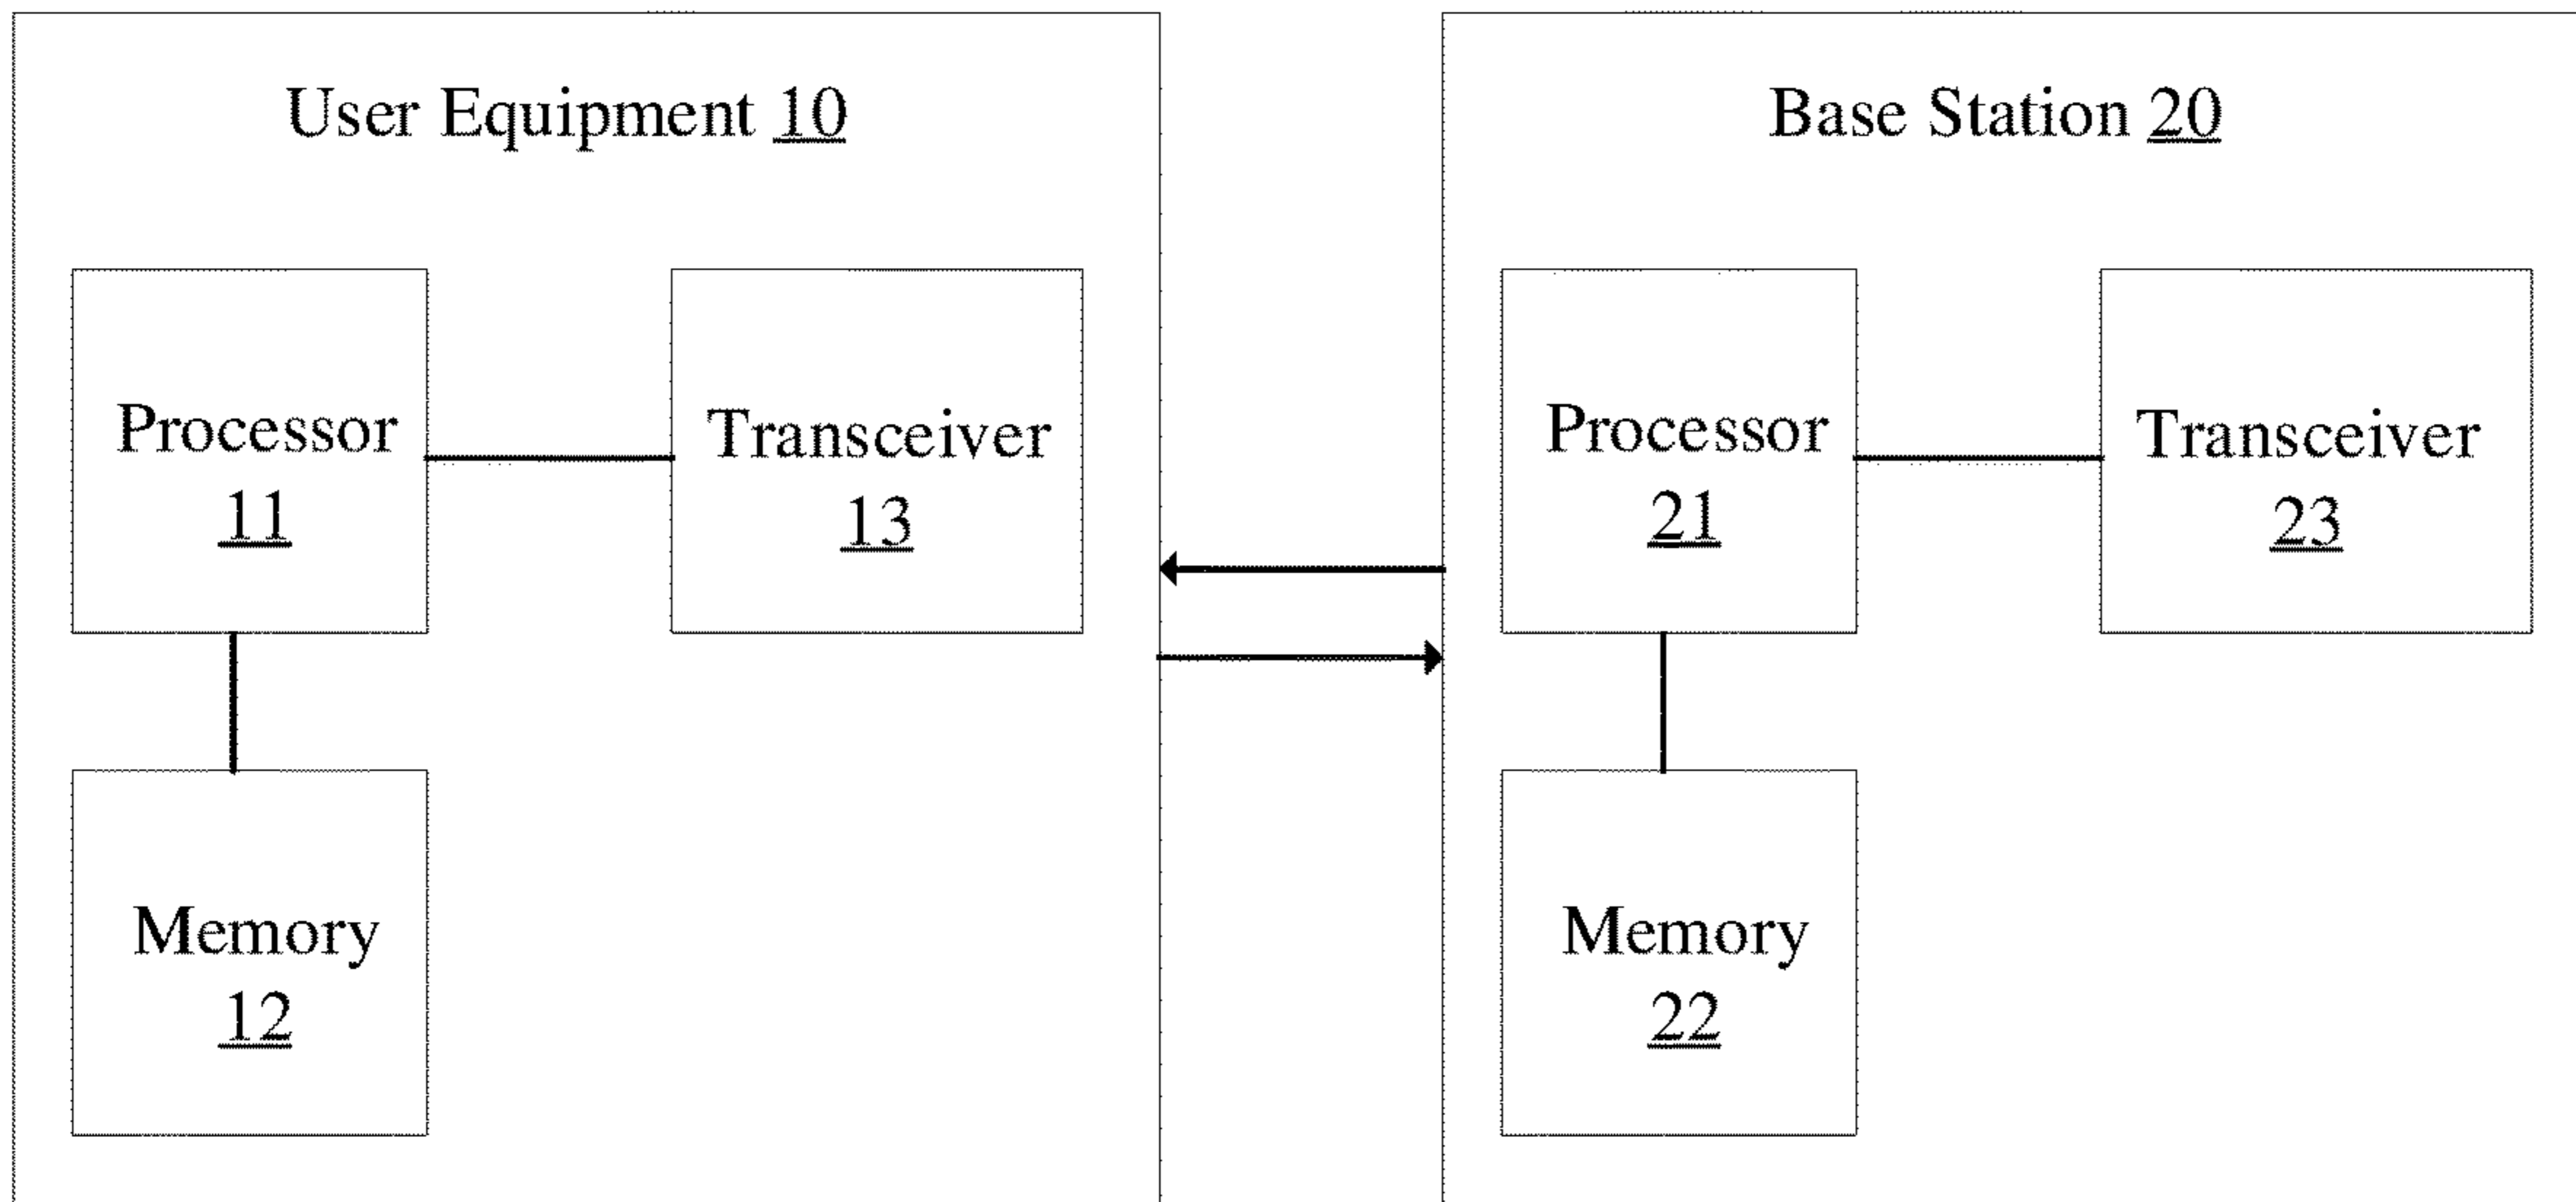 User Equipment 10
Processor
11
Transceiver
13
Memory
12
Base Station 20
Processor
21
Transceiver
23
Memory
22